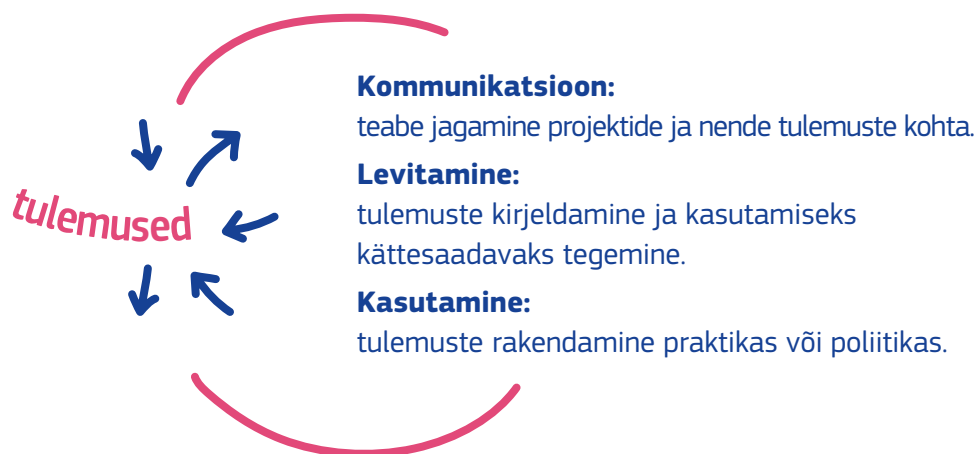 tulemused
Kommunikatsioon:
teabe jagamine projektide ja nende tulemuste kohta.
Levitamine:
tulemuste kirjeldamine ja kasutamiseks
kättesaadavaks tegemine.
Kasutamine:
tulemuste rakendamine praktikas või poliitikas.